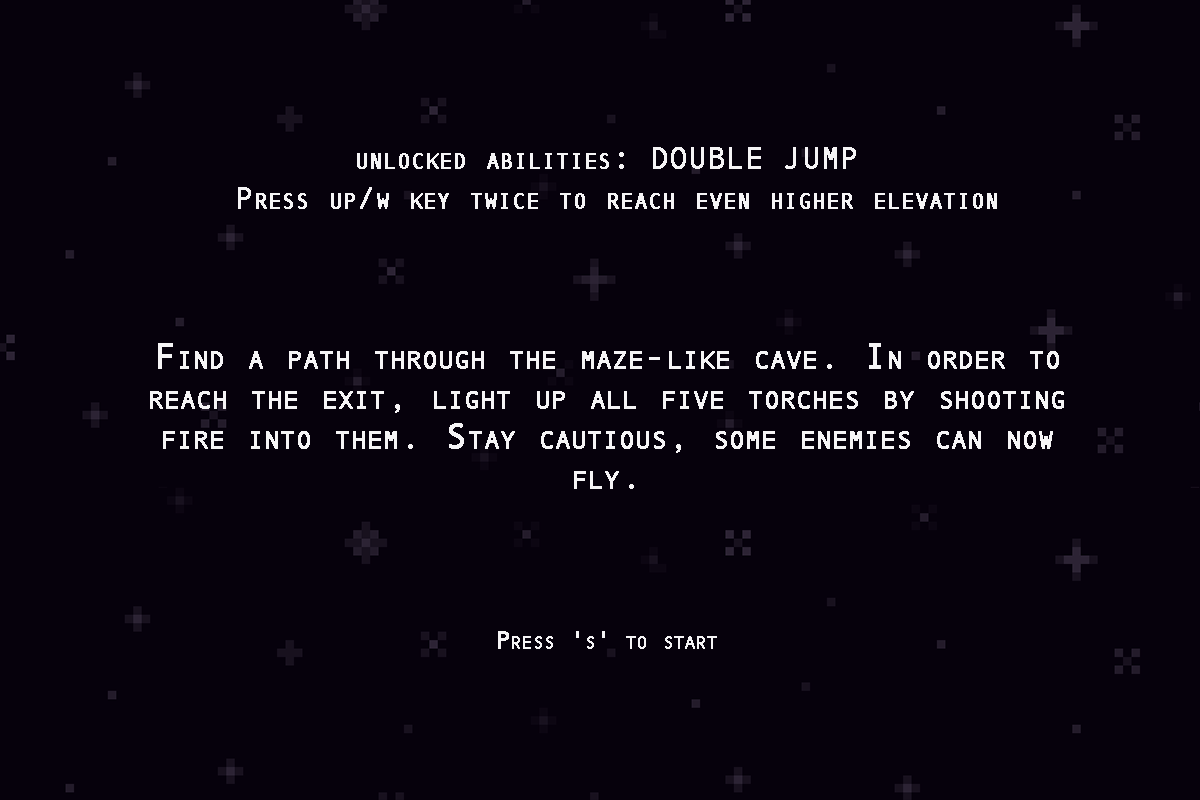 unlocked abilities: DOUBLE JUMP
Press up/w key twice to reach even higher elevation
Find a path through the maze-like cave. In order to
reach the exit, light up all five torches by shooting
fire into them. Stay cautious, some enemies can now
fly.
Press 's' to start